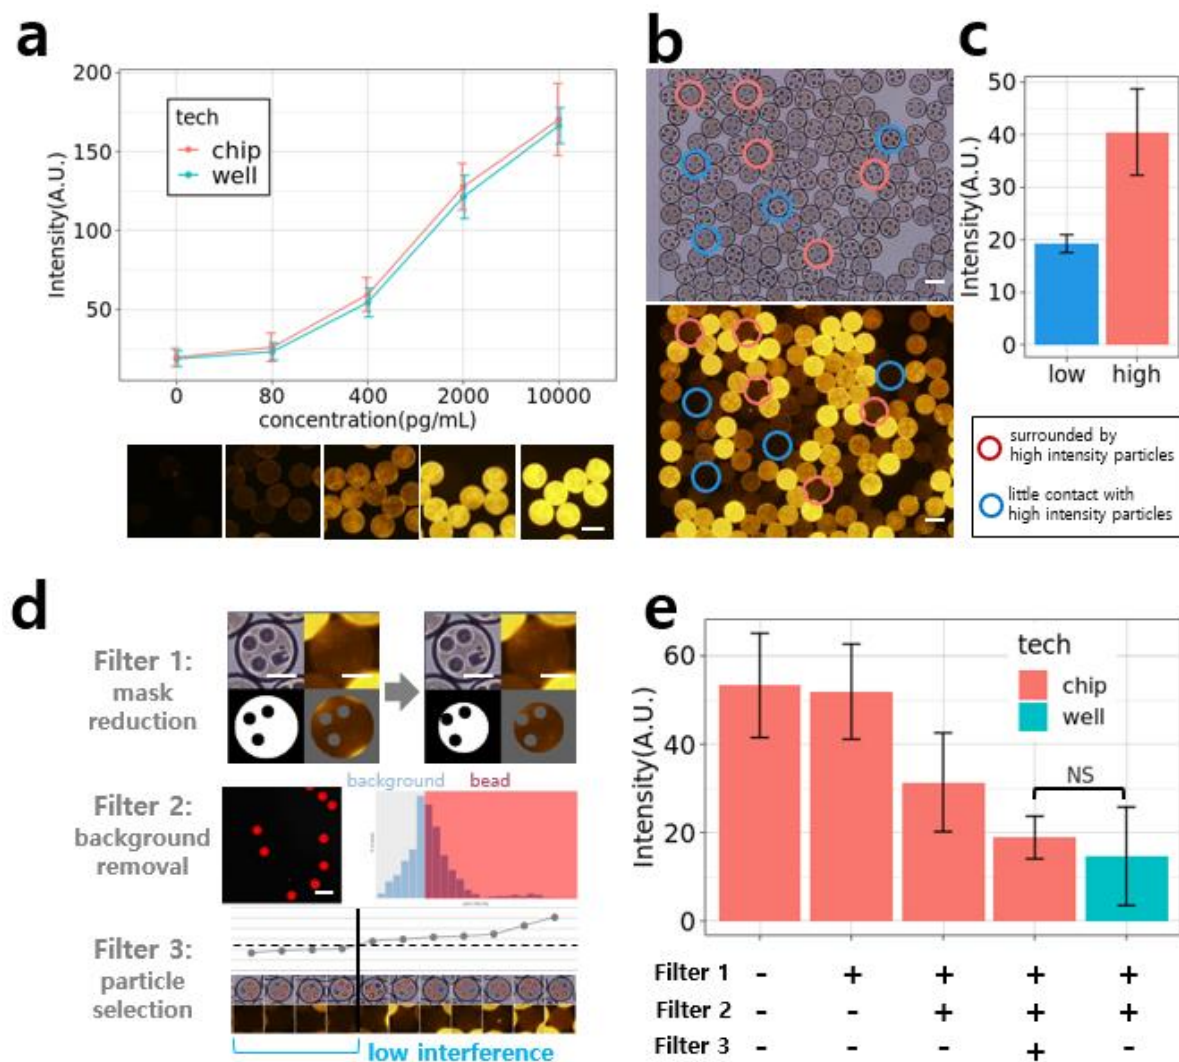 a
200
150
100
50
Intensity(A.U.)
tech
chip
well
0 80 400 2000 10000
concentration(pg/mL)
b
c
50
40
30
20
10
0
Intensity(A.U.)
low high
surrounded by
high intensity particles
little contact with
high intensity particles
d
Filter 1:
mask
reduction
Filter 2:
background
removal
background bead
Filter 3:
particle
selection
low interference
e
60
40
20
0
Intensity(A.U.)
tech
chip
well
NS
Filter 1 - + + + +
Filter 2 - - + + +
Filter 3 - - - + -